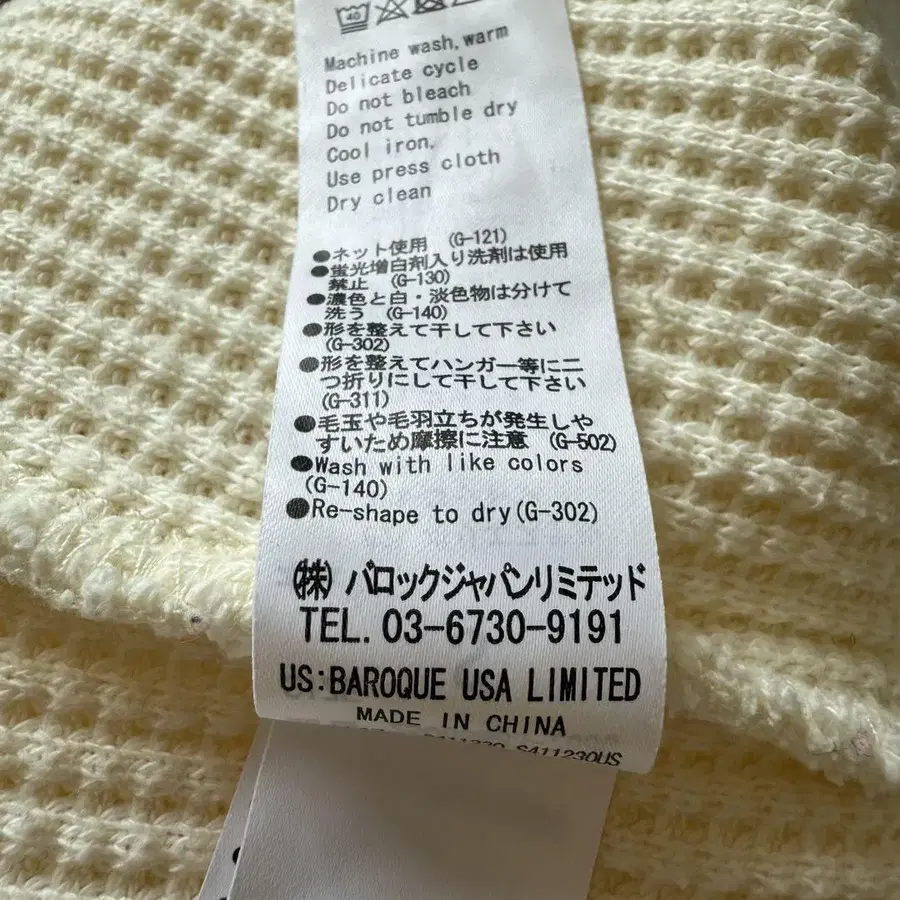 40
Machine wash, warm
Delicate cycle
Do not bleach
Do not tumble dry
Cool iron,
Use press cloth
Dry clean
●ネット使用 (G-121)
●蛍光増白剤入り洗剤は使用
禁止 (G-130)
●濃色と白・淡色物は分けて
洗う (G-140)
●形を整えて干して下さい
(G-302)
●形を整えてハンガー等に二
つ折りにして干して下さい
(G-311)
●毛玉や毛羽立ちが発生しや
すいため摩擦に注意 (G-502)
●Wash with like colors
(G-140)
●Re-shape to dry(G-302)
㈱ バロックジャパンリミテッド
TEL. 03-6730-9191
US:BAROQUE USA LIMITED
MADE IN CHINA
S411230US